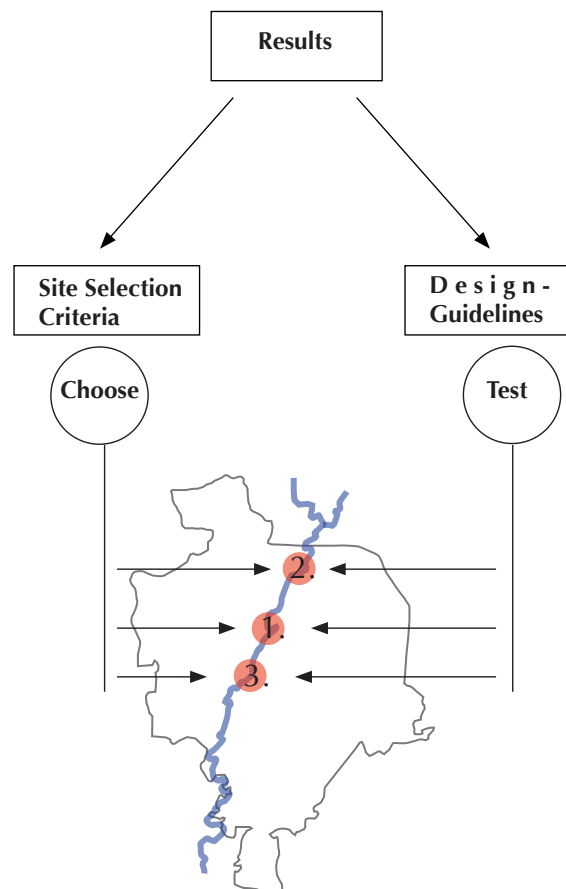 Results
Site Selection
Criteria
D e s i g n -
Guidelines
Choose
Test
2.
1.
3.